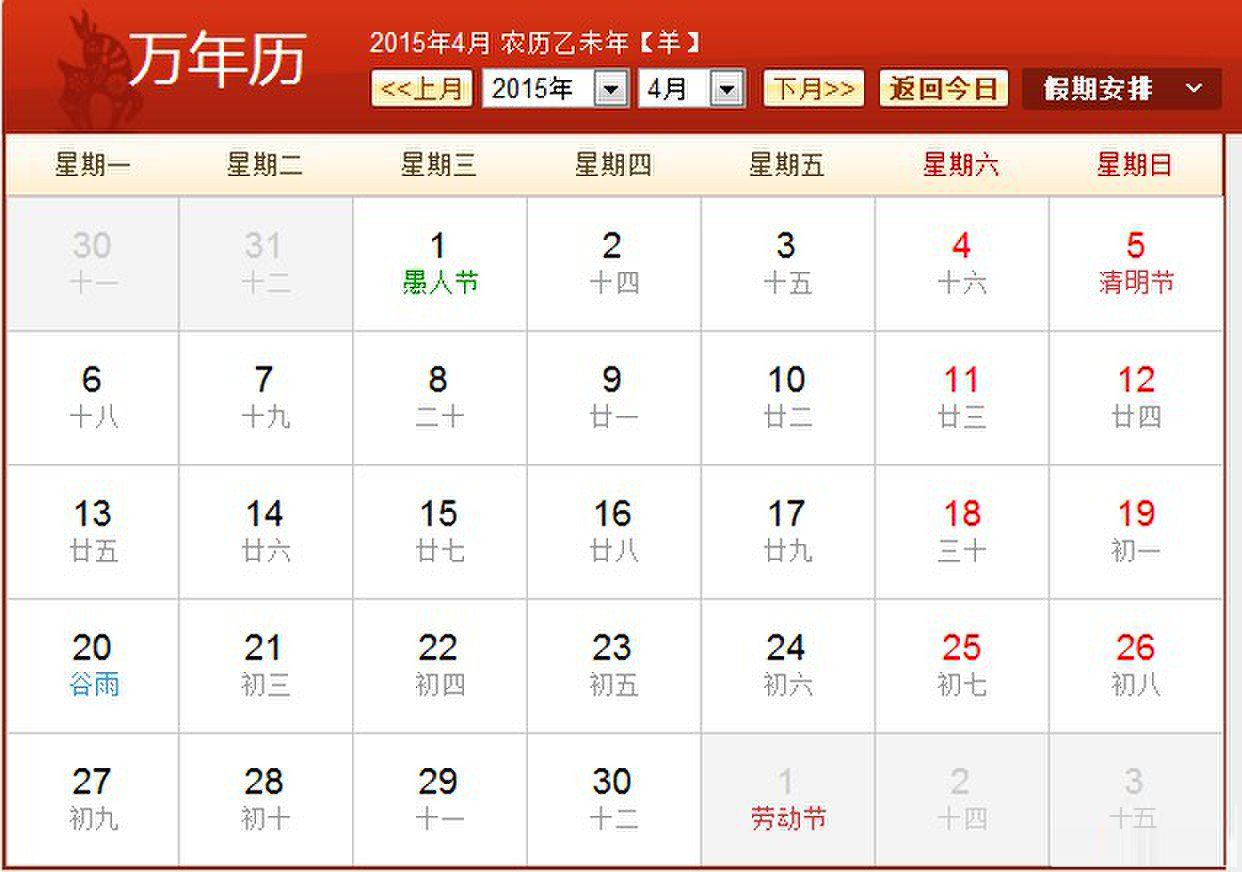 万年历
2015年4月 农历乙未年【羊】
<<上月 2015年 4月 下月>> 返回今日 假期安排
星期一 星期二 星期三 星期四 星期五 星期六 星期日
30 31 1 2 3 4 5
十一 十二 愚人节 十四 十五 十六 清明节
6 7 8 9 10 11 12
十八 十九 二十 廿一 廿二 廿三 廿四
13 14 15 16 17 18 19
廿五 廿六 廿七 廿八 廿九 三十 初一
20 21 22 23 24 25 26
谷雨 初三 初四 初五 初六 初七 初八
27 28 29 30 1 2 3
初九 初十 十一 十二 劳动节 十四 十五